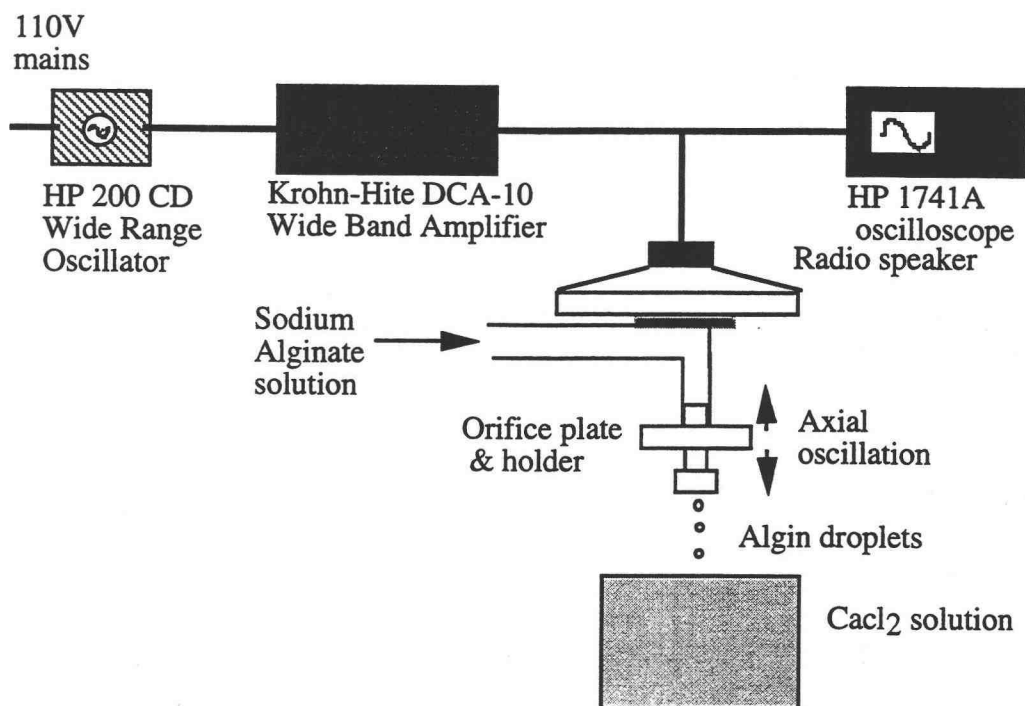 110V
mains
HP 200 CD
Wide Range
Oscillator
Krohn-Hite DCA-10
Wide Band Amplifier
HP 1741A
oscilloscope
Radio speaker
Sodium
Alginate
solution
Orifice plate
& holder
Axial
oscillation
Algin droplets
Cacl₂ solution